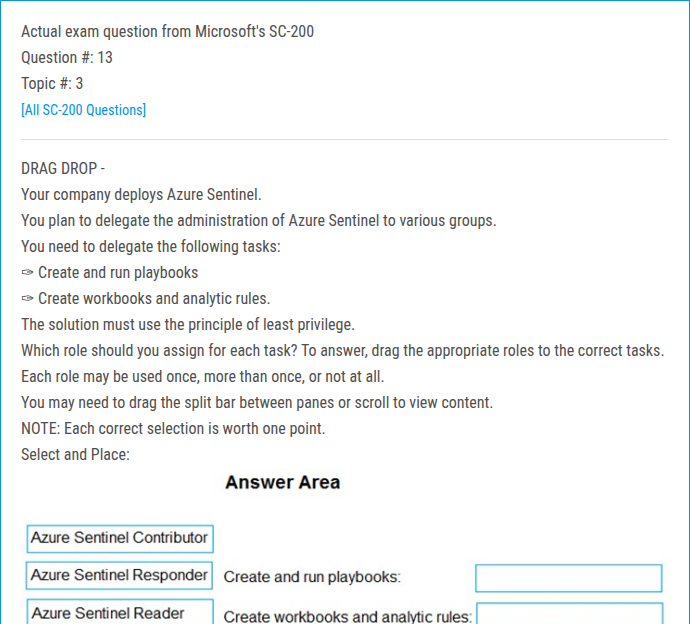 Actual exam question from Microsoft's SC-200
Question #: 13
Topic #: 3
[All SC-200 Questions]
DRAG DROP -
Your company deploys Azure Sentinel.
You plan to delegate the administration of Azure Sentinel to various groups.
You need to delegate the following tasks:
✑ Create and run playbooks
✑ Create workbooks and analytic rules.
The solution must use the principle of least privilege.
Which role should you assign for each task? To answer, drag the appropriate roles to the correct tasks.
Each role may be used once, more than once, or not at all.
You may need to drag the split bar between panes or scroll to view content.
NOTE: Each correct selection is worth one point.
Select and Place:
Answer Area
Azure Sentinel Contributor
Azure Sentinel Responder Create and run playbooks:
Azure Sentinel Reader Create workbooks and analytic rules: